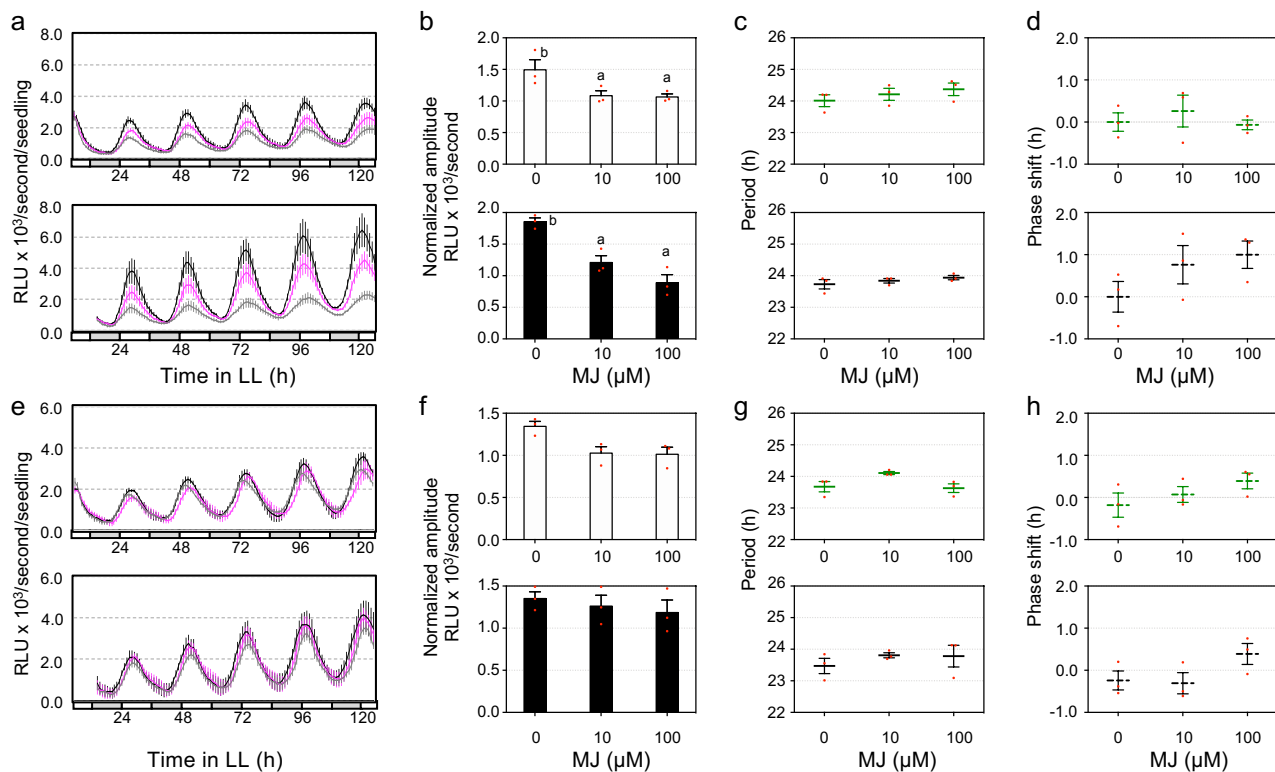 a
8.0
6.0
4.0
2.0
0.0
24 48 72 96 120
8.0
6.0
4.0
2.0
0.0
24 48 72 96 120
RLU x 10³/second/seedling
Time in LL (h)
b
2.0
1.5
1.0
0.5
0.0
b a a
0 10 100
2.0
1.5
1.0
0.5
0.0
b a a
0 10 100
Normalized amplitude
RLU x 10³/second
MJ (µM)
c
26
25
24
23
22
0 10 100
26
25
24
23
22
0 10 100
Period (h)
MJ (µM)
d
2.0
1.0
0.0
-1.0
0 10 100
2.0
1.0
0.0
-1.0
0 10 100
Phase shift (h)
MJ (µM)
e
6.0
4.0
2.0
0.0
24 48 72 96 120
6.0
4.0
2.0
0.0
24 48 72 96 120
RLU x 10³/second/seedling
Time in LL (h)
f
1.5
1.0
0.5
0.0
0 10 100
1.5
1.0
0.5
0.0
0 10 100
Normalized amplitude
RLU x 10³/second
MJ (µM)
g
26
25
24
23
22
0 10 100
26
25
24
23
22
0 10 100
Period (h)
MJ (µM)
h
2.0
1.0
0.0
-1.0
0 10 100
2.0
1.0
0.0
-1.0
0 10 100
Phase shift (h)
MJ (µM)